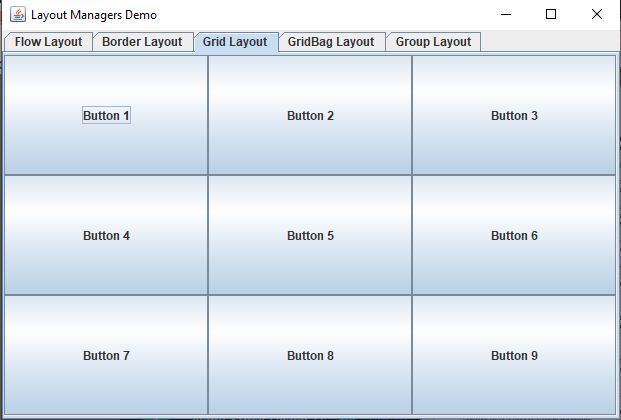 Layout Managers Demo
Flow Layout Border Layout Grid Layout GridBag Layout Group Layout
Button 1 Button 2 Button 3
Button 4 Button 5 Button 6
Button 7 Button 8 Button 9